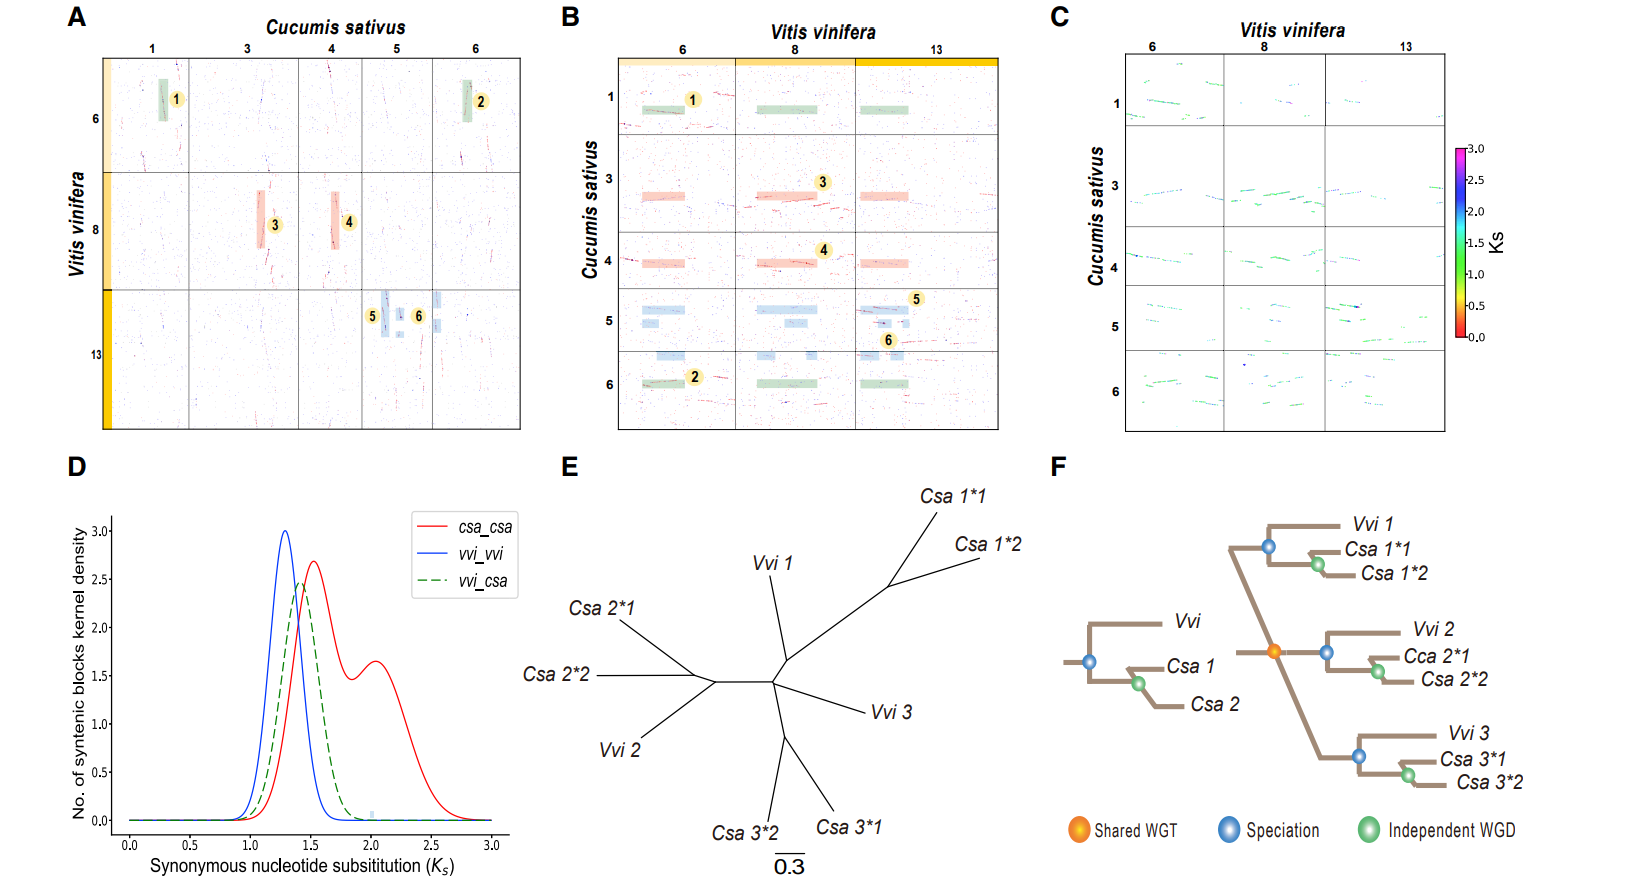 A
Cucumis sativus
1 3 4 5 6
Vitis vinifera
6
8
13
1
2
3
4
5
6
B
Vitis vinifera
6 8 13
Cucumis sativus
1
3
4
5
6
1
3
4
5
6
2
C
Vitis vinifera
6 8 13
Cucumis sativus
1
3
4
5
6
3.0
2.5
2.0
1.5
1.0
0.5
0.0
Ks
D
No. of syntenic blocks kernel density
3.0
2.5
2.0
1.5
1.0
0.5
0.0
csa_csa
vvi_vvi
vvi_csa
0.0 0.5 1.0 1.5 2.0 2.5 3.0
Synonymous nucleotide subsititution (Ks)
E
Csa 1*1
Csa 1*2
Vvi 1
Csa 2*1
Csa 2*2
Vvi 3
Vvi 2
Csa 3*2
Csa 3*1
0.3
F
Vvi
Csa 1
Csa 2
Vvi 1
Csa 1*1
Csa 1*2
Vvi 2
Cca 2*1
Csa 2*2
Vvi 3
Csa 3*1
Csa 3*2
Shared WGT
Speciation
Independent WGD